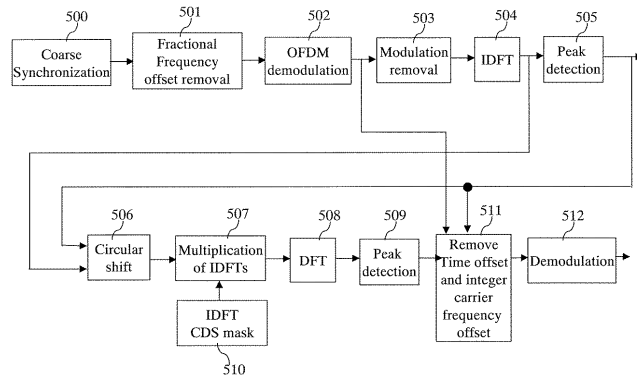 500
501
502
503
504
505
Coarse
Synchronization
Fractional
Frequency
offset removal
OFDM
demodulation
Modulation
removal
IDFT
Peak
detection
506
507
508
509
511
512
Circular
shift
Multiplication
of IDFTs
DFT
Peak
detection
Remove
Time offset
and integer
carrier
frequency
offset
Demodulation
IDFT
CDS mask
510